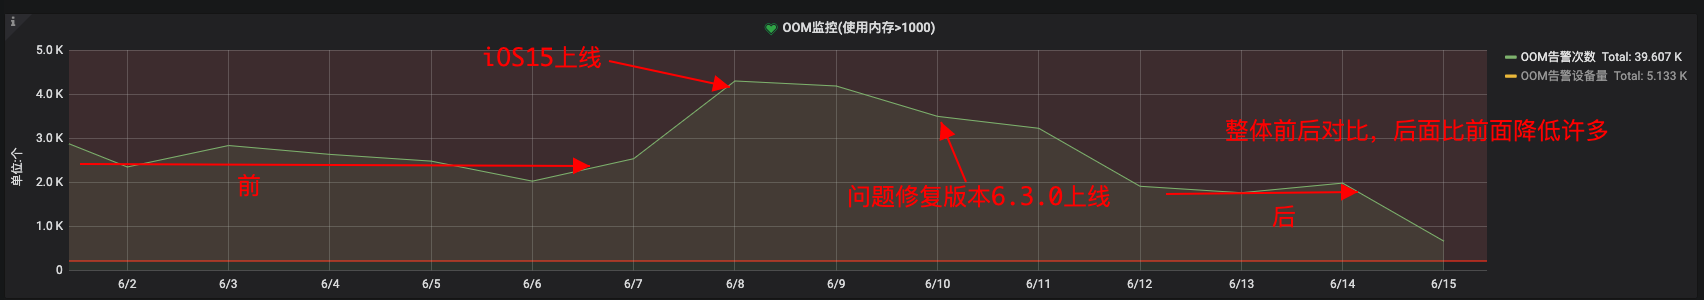 i
OOM监控(使用内存>1000)
5.0 K
4.0 K
3.0 K
2.0 K
1.0 K
0
单位:个
iOS15上线
前
问题修复版本6.3.0上线
整体前后对比，后面比前面降低许多
后
OOM告警次数 Total: 39.607 K
OOM告警设备量 Total: 5.133 K
6/2 6/3 6/4 6/5 6/6 6/7 6/8 6/9 6/10 6/11 6/12 6/13 6/14 6/15